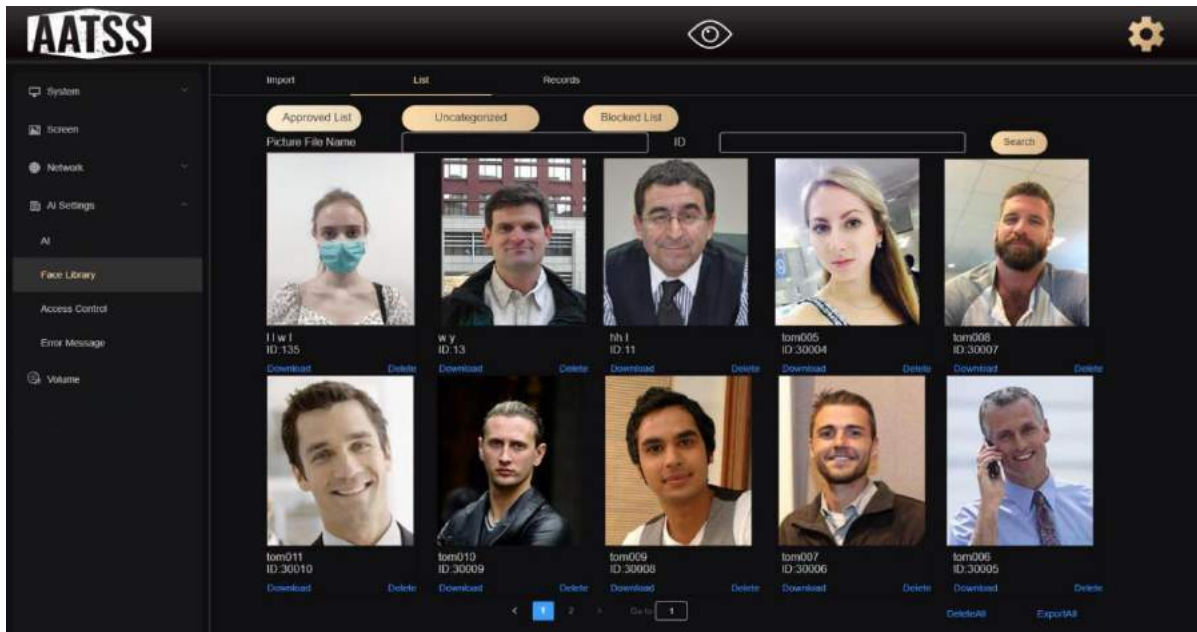 AATSS
Import List Records
System
Approved List Uncategorized Blocked List
Screen
Picture File Name ID Search
Network
AI Settings
AI
Face Library
Access Control
Error Message
Volume
l l w l w y hh l tom005 tom008
ID:135 ID:13 ID:11 ID:30004 ID:30007
Download Delete Download Delete Download Delete Download Delete Download Delete
tom011 tom010 tom009 tom007 tom006
ID:30010 ID:30009 ID:30008 ID:30006 ID:30005
Download Delete Download Delete Download Delete Download Delete Download Delete
< 1 2 > Go to 1
DeleteAll ExportAll